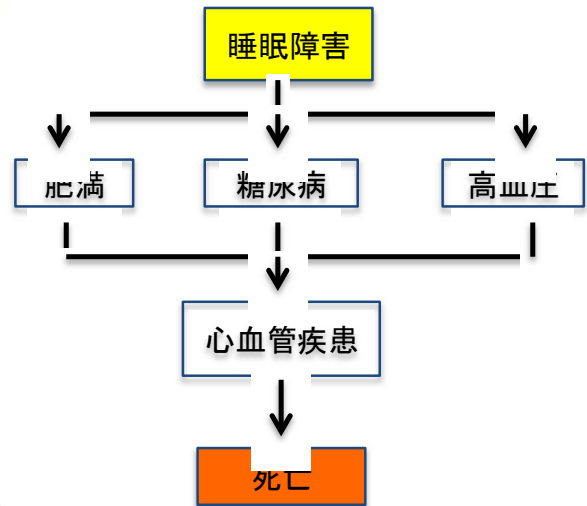 睡眠障害
肥満 糖尿病 高血圧
心血管疾患
死亡